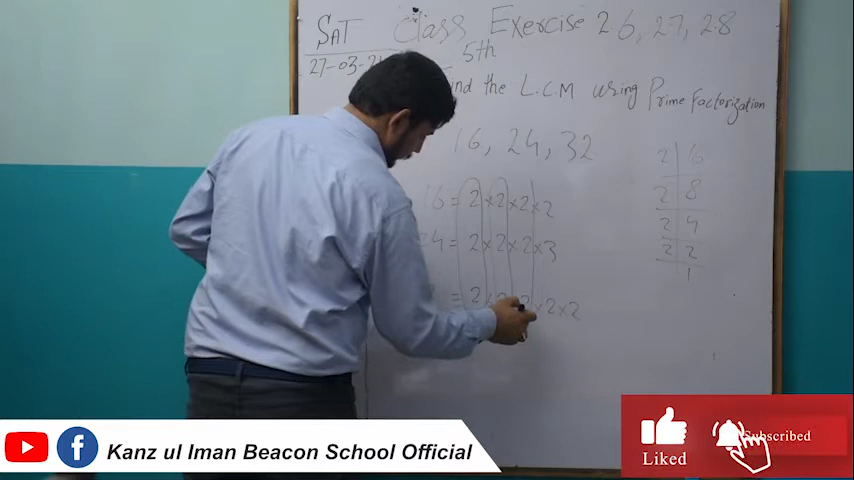 SAT
Class Exercise 26, 27, 28
27-03-21
5th
ind the L.C.M using Prime Factorization
16, 24, 32
16 = 2 × 2 × 2 × 2
24 = 2 × 2 × 2 × 3
= 2 × 2 × 2 × 2 × 2
2 | 16
2 | 8
2 | 4
2 | 2
1
Kanz ul Iman Beacon School Official
Liked
Subscribed